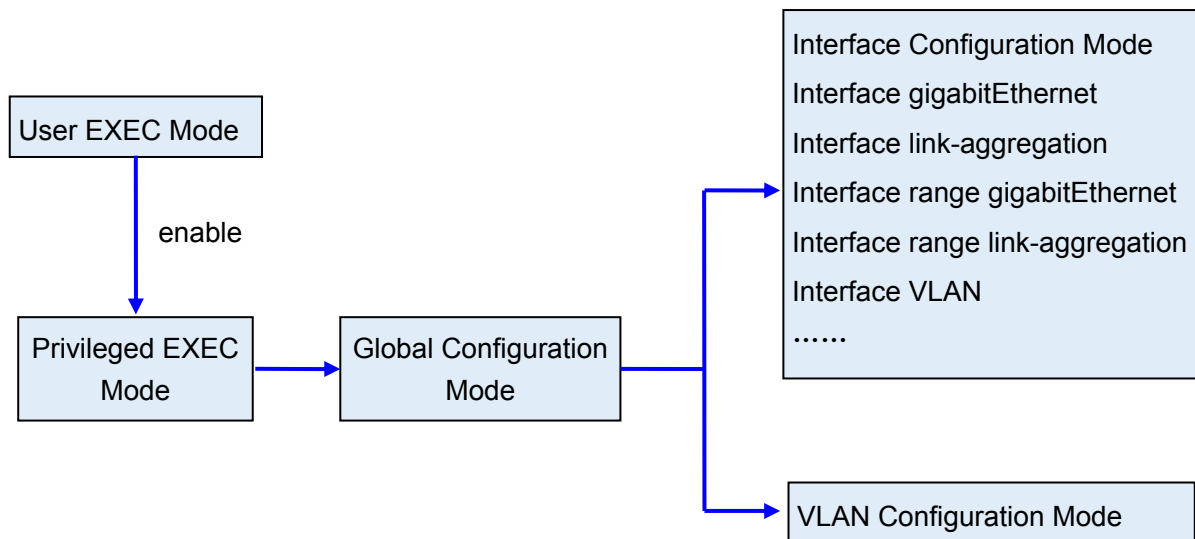 User EXEC Mode
enable
Privileged EXEC
Mode
Global Configuration
Mode
Interface Configuration Mode
Interface gigabitEthernet
Interface link-aggregation
Interface range gigabitEthernet
Interface range link-aggregation
Interface VLAN
……
VLAN Configuration Mode